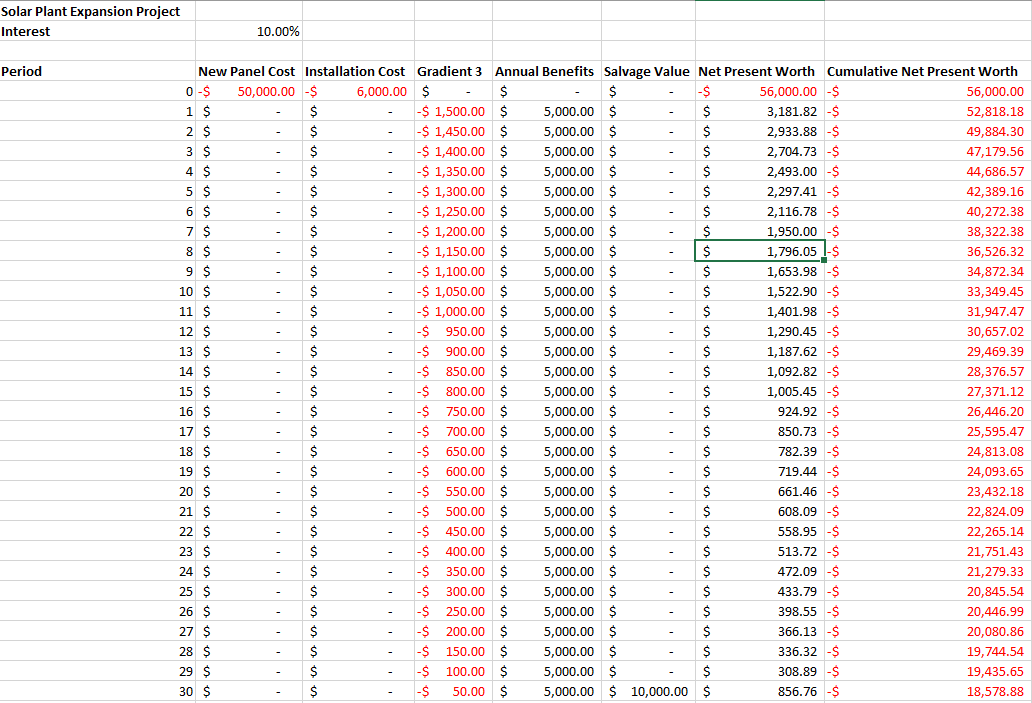 Solar Plant Expansion Project
Interest 10.00%
Period New Panel Cost Installation Cost Gradient 3 Annual Benefits Salvage Value Net Present Worth Cumulative Net Present Worth
0 -$ 50,000.00 -$ 6,000.00 $ - $ - $ - -$ 56,000.00 -$ 56,000.00
1 $ - $ - -$ 1,500.00 $ 5,000.00 $ - $ 3,181.82 -$ 52,818.18
2 $ - $ - -$ 1,450.00 $ 5,000.00 $ - $ 2,933.88 -$ 49,884.30
3 $ - $ - -$ 1,400.00 $ 5,000.00 $ - $ 2,704.73 -$ 47,179.56
4 $ - $ - -$ 1,350.00 $ 5,000.00 $ - $ 2,493.00 -$ 44,686.57
5 $ - $ - -$ 1,300.00 $ 5,000.00 $ - $ 2,297.41 -$ 42,389.16
6 $ - $ - -$ 1,250.00 $ 5,000.00 $ - $ 2,116.78 -$ 40,272.38
7 $ - $ - -$ 1,200.00 $ 5,000.00 $ - $ 1,950.00 -$ 38,322.38
8 $ - $ - -$ 1,150.00 $ 5,000.00 $ - $ 1,796.05 -$ 36,526.32
9 $ - $ - -$ 1,100.00 $ 5,000.00 $ - $ 1,653.98 -$ 34,872.34
10 $ - $ - -$ 1,050.00 $ 5,000.00 $ - $ 1,522.90 -$ 33,349.45
11 $ - $ - -$ 1,000.00 $ 5,000.00 $ - $ 1,401.98 -$ 31,947.47
12 $ - $ - -$ 950.00 $ 5,000.00 $ - $ 1,290.45 -$ 30,657.02
13 $ - $ - -$ 900.00 $ 5,000.00 $ - $ 1,187.62 -$ 29,469.39
14 $ - $ - -$ 850.00 $ 5,000.00 $ - $ 1,092.82 -$ 28,376.57
15 $ - $ - -$ 800.00 $ 5,000.00 $ - $ 1,005.45 -$ 27,371.12
16 $ - $ - -$ 750.00 $ 5,000.00 $ - $ 924.92 -$ 26,446.20
17 $ - $ - -$ 700.00 $ 5,000.00 $ - $ 850.73 -$ 25,595.47
18 $ - $ - -$ 650.00 $ 5,000.00 $ - $ 782.39 -$ 24,813.08
19 $ - $ - -$ 600.00 $ 5,000.00 $ - $ 719.44 -$ 24,093.65
20 $ - $ - -$ 550.00 $ 5,000.00 $ - $ 661.46 -$ 23,432.18
21 $ - $ - -$ 500.00 $ 5,000.00 $ - $ 608.09 -$ 22,824.09
22 $ - $ - -$ 450.00 $ 5,000.00 $ - $ 558.95 -$ 22,265.14
23 $ - $ - -$ 400.00 $ 5,000.00 $ - $ 513.72 -$ 21,751.43
24 $ - $ - -$ 350.00 $ 5,000.00 $ - $ 472.09 -$ 21,279.33
25 $ - $ - -$ 300.00 $ 5,000.00 $ - $ 433.79 -$ 20,845.54
26 $ - $ - -$ 250.00 $ 5,000.00 $ - $ 398.55 -$ 20,446.99
27 $ - $ - -$ 200.00 $ 5,000.00 $ - $ 366.13 -$ 20,080.86
28 $ - $ - -$ 150.00 $ 5,000.00 $ - $ 336.32 -$ 19,744.54
29 $ - $ - -$ 100.00 $ 5,000.00 $ - $ 308.89 -$ 19,435.65
30 $ - $ - -$ 50.00 $ 5,000.00 $ 10,000.00 $ 856.76 -$ 18,578.88